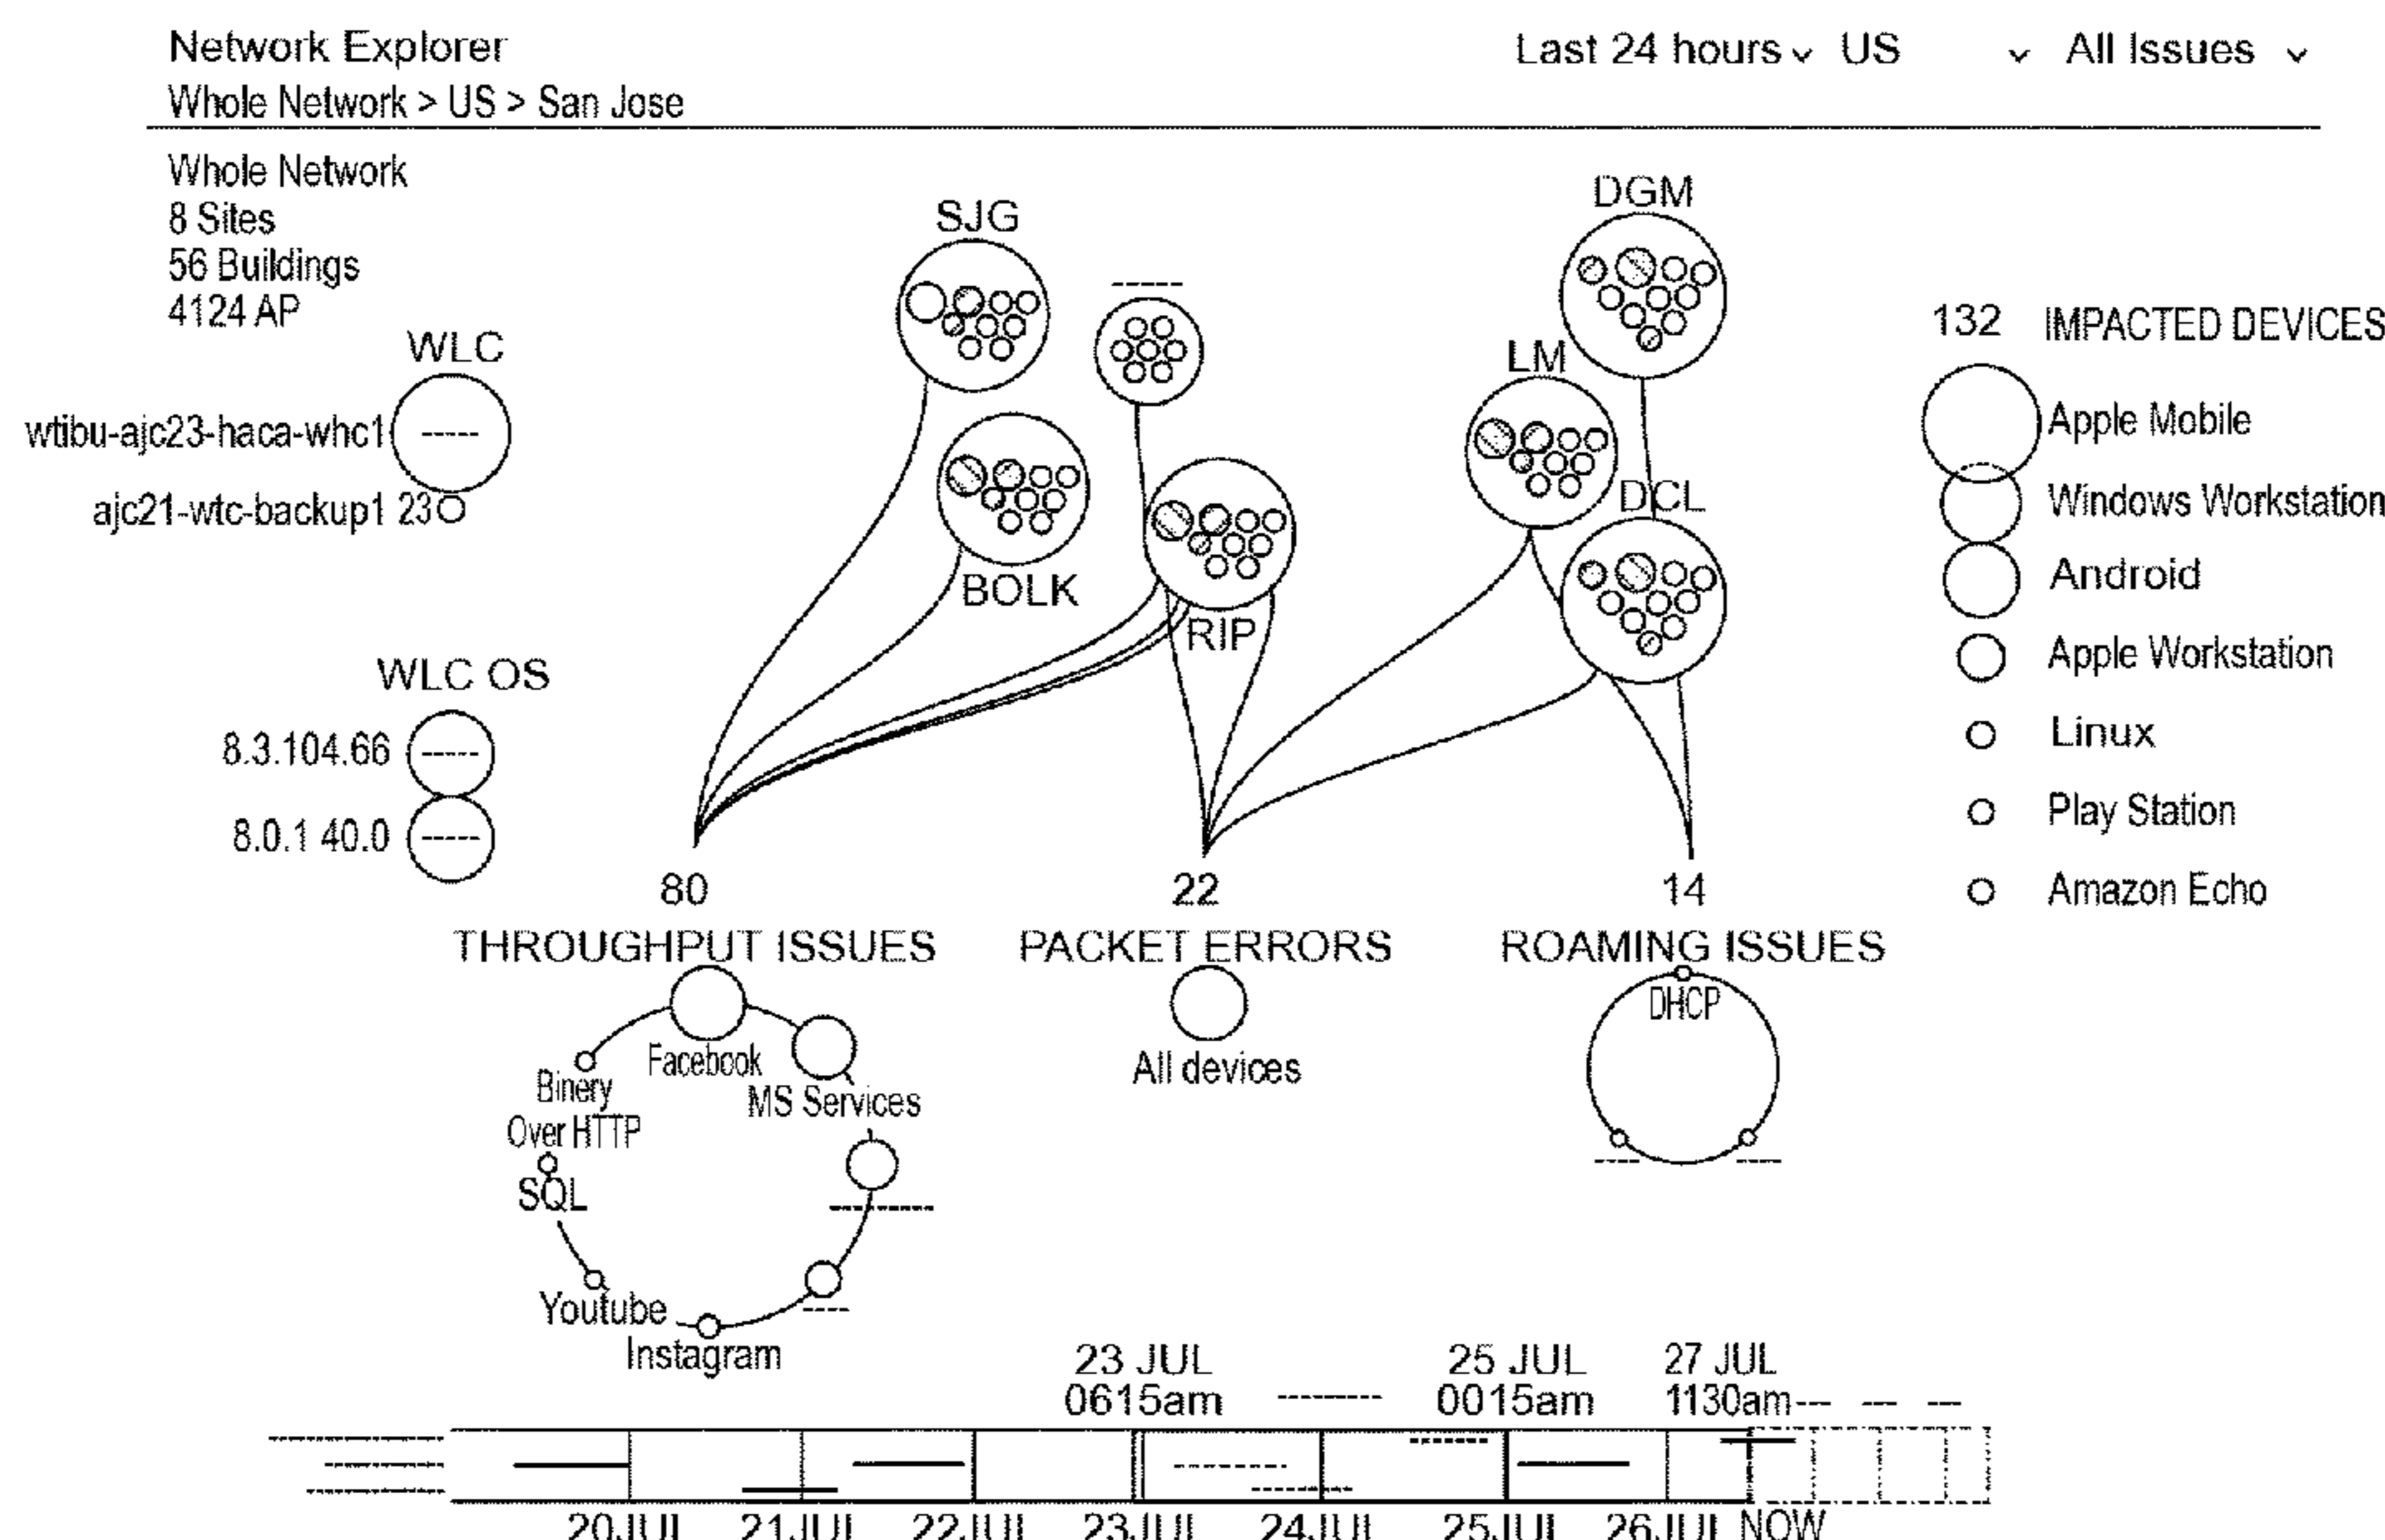 Network Explorer
Last 24 hours US All Issues
Whole Network > US > San Jose
Whole Network
8 Sites
56 Buildings
4124 AP
WLC
wtibu-ajc23-haca-whc1
ajc21-wtc-backup1 23
WLC OS
8.3.104.66
8.0.1 40.0
SJG
BOLK
RIP
DGM
LM
DCL
132 IMPACTED DEVICES
Apple Mobile
Windows Workstation
Android
Apple Workstation
Linux
Play Station
Amazon Echo
80
THROUGHPUT ISSUES
Facebook
MS Services
Binery
Over HTTP
SQL
Youtube
Instagram
22
PACKET ERRORS
All devices
14
ROAMING ISSUES
DHCP
23 JUL
0615am
25 JUL
0015am
27 JUL
1130am
20JUL 21JUL 22JUL 23JUL 24JUL 25JUL 26JUL NOW